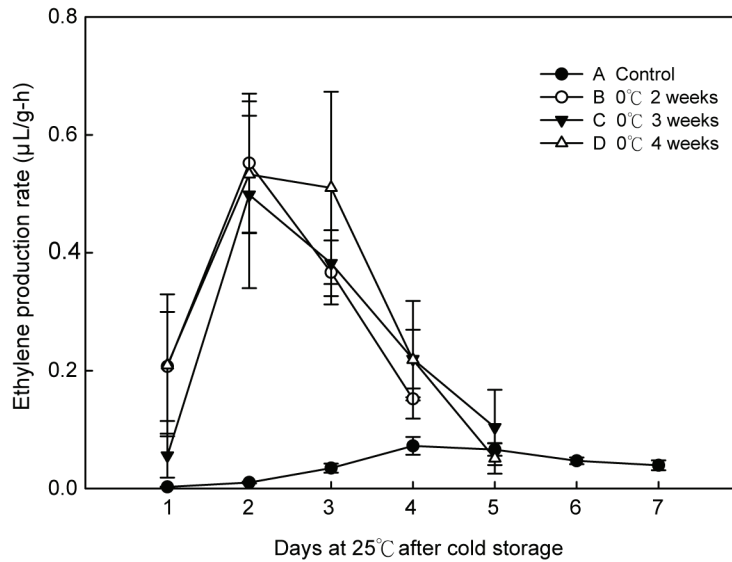 0.8
0.6
0.4
0.2
0.0
Ethylene production rate (μL/g-h)
A Control
B 0℃ 2 weeks
C 0℃ 3 weeks
D 0℃ 4 weeks
1 2 3 4 5 6 7
Days at 25℃ after cold storage